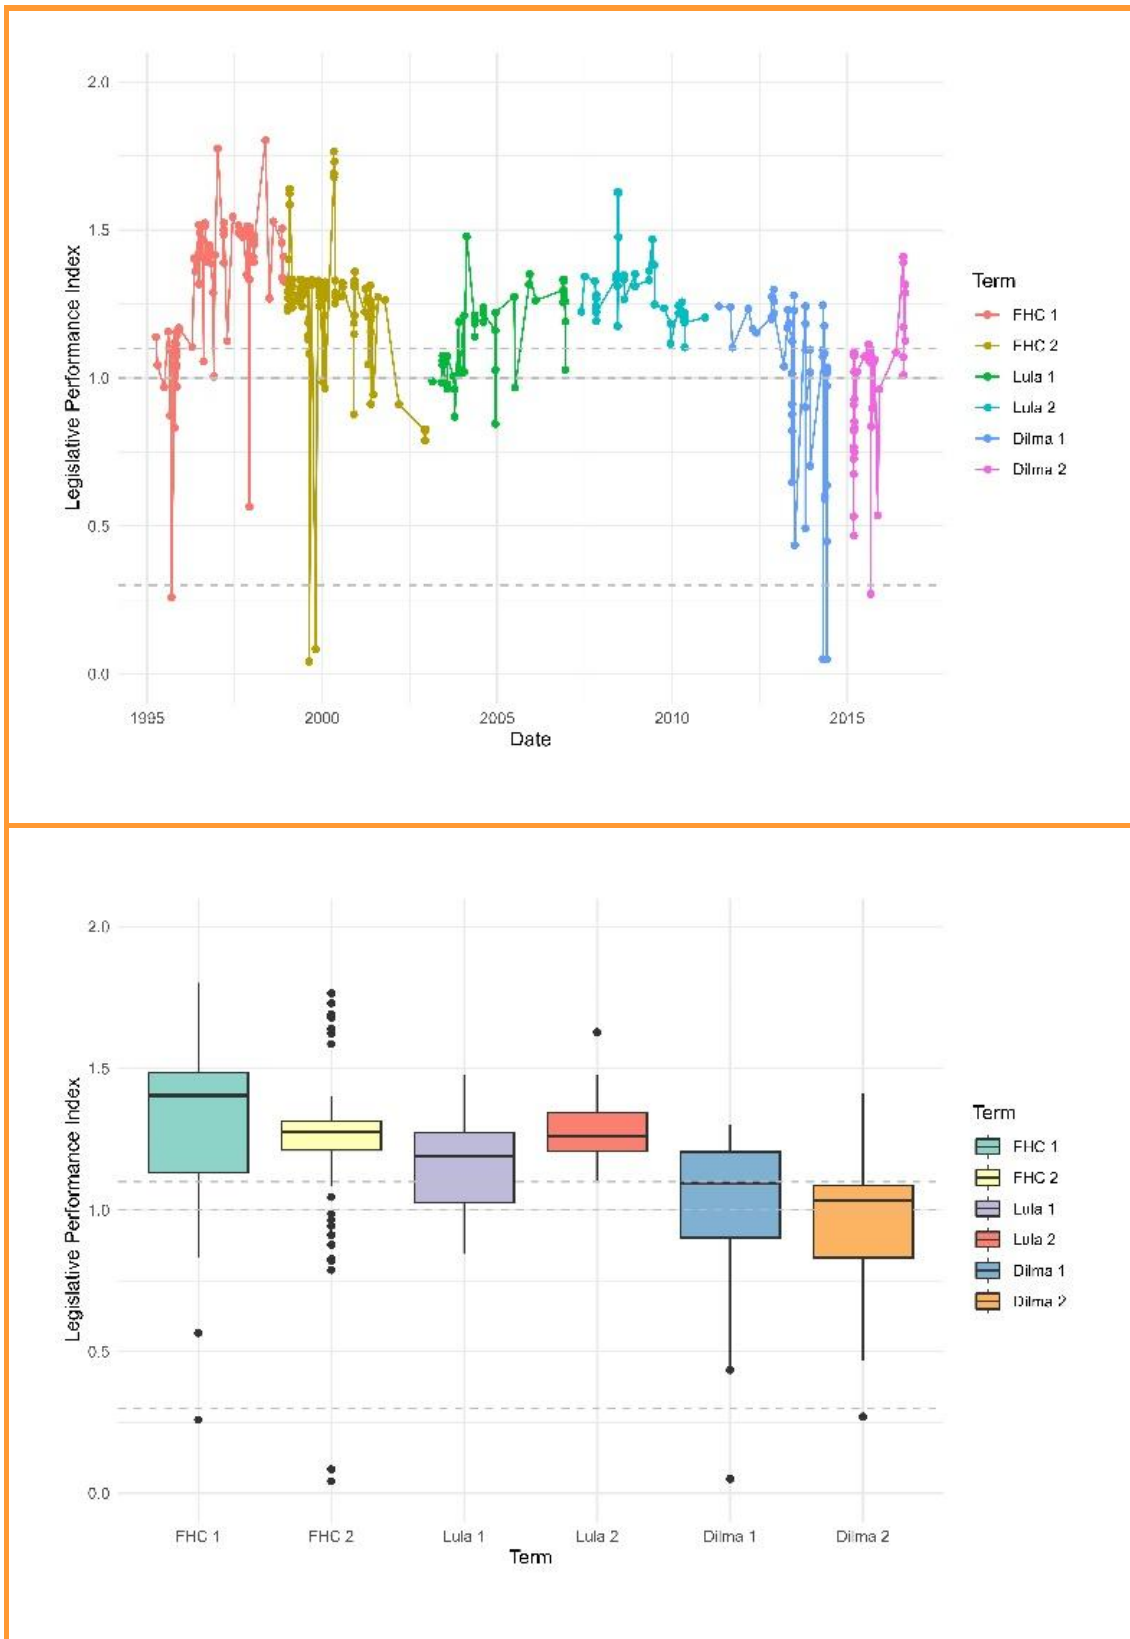 2.0
1.5
1.0
0.5
0.0
Legislative Performance Index
1995 2000 2005 2010 2015
Date
Term
FHC 1
FHC 2
Lula 1
Lula 2
Dilma 1
Dilma 2
2.0
1.5
1.0
0.5
0.0
Legislative Performance Index
FHC 1 FHC 2 Lula 1 Lula 2 Dilma 1 Dilma 2
Term
Term
FHC 1
FHC 2
Lula 1
Lula 2
Dilma 1
Dilma 2